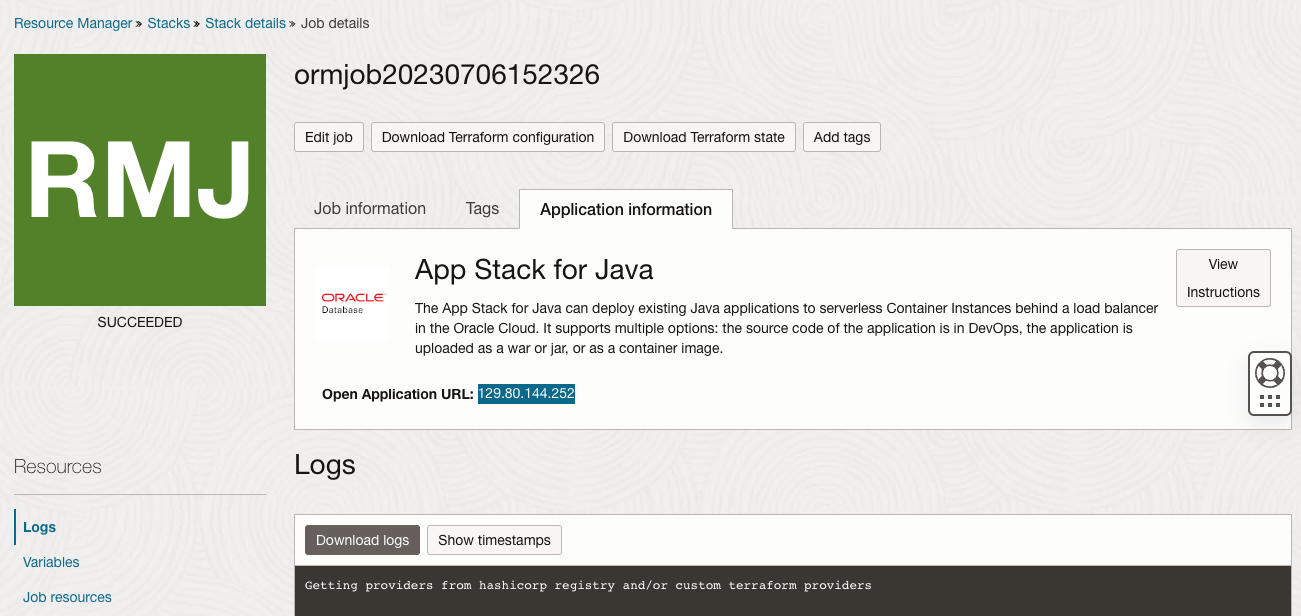 Resource Manager » Stacks » Stack details » Job details
RMJ
SUCCEEDED
ormjob20230706152326
Edit job
Download Terraform configuration
Download Terraform state
Add tags
Job information
Tags
Application information
ORACLE
Database
App Stack for Java
The App Stack for Java can deploy existing Java applications to serverless Container Instances behind a load balancer
in the Oracle Cloud. It supports multiple options: the source code of the application is in DevOps, the application is
uploaded as a war or jar, or as a container image.
View
Instructions
Open Application URL: 129.80.144.252
Resources
Logs
Variables
Job resources
Logs
Download logs
Show timestamps
Getting providers from hashicorp registry and/or custom terraform providers